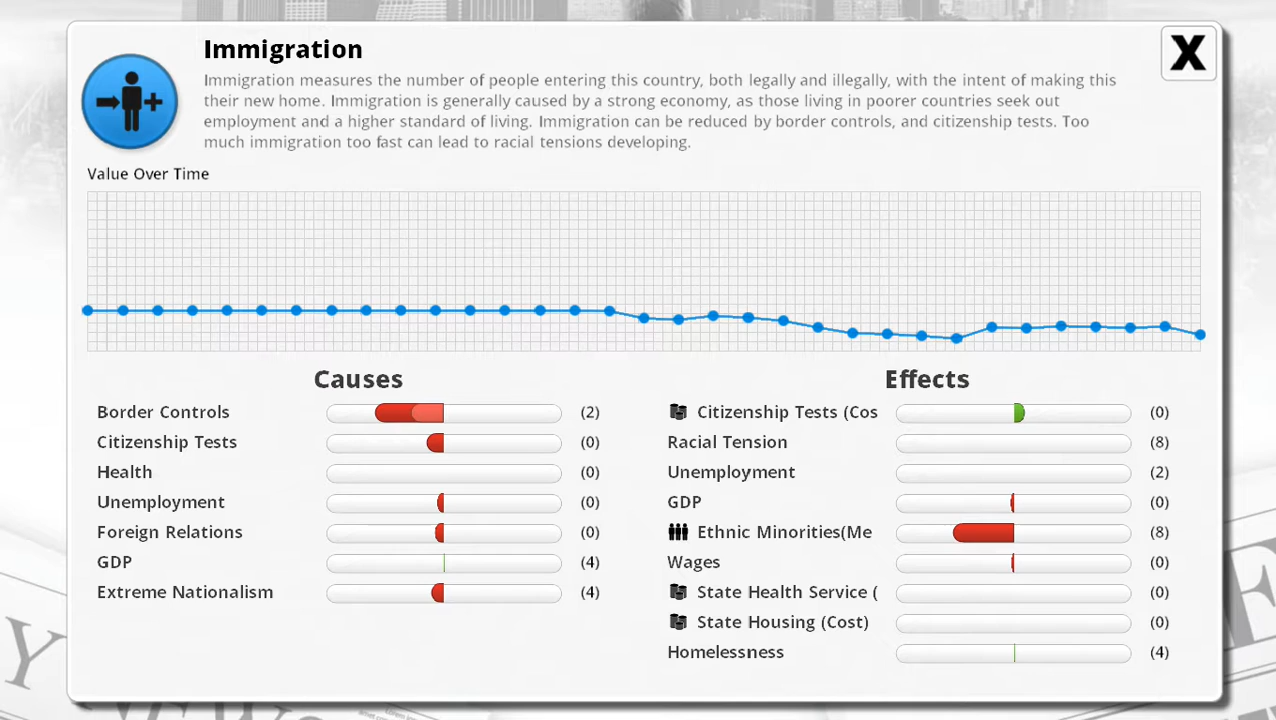 Immigration
X
Immigration measures the number of people entering this country, both legally and illegally, with the intent of making this
their new home. Immigration is generally caused by a strong economy, as those living in poorer countries seek out
employment and a higher standard of living. Immigration can be reduced by border controls, and citizenship tests. Too
much immigration too fast can lead to racial tensions developing.
Value Over Time
Causes
Border Controls (2)
Citizenship Tests (0)
Health (0)
Unemployment (0)
Foreign Relations (0)
GDP (4)
Extreme Nationalism (4)
Effects
Citizenship Tests (Cos (0)
Racial Tension (8)
Unemployment (2)
GDP (0)
Ethnic Minorities(Me (8)
Wages (0)
State Health Service ( (0)
State Housing (Cost) (0)
Homelessness (4)